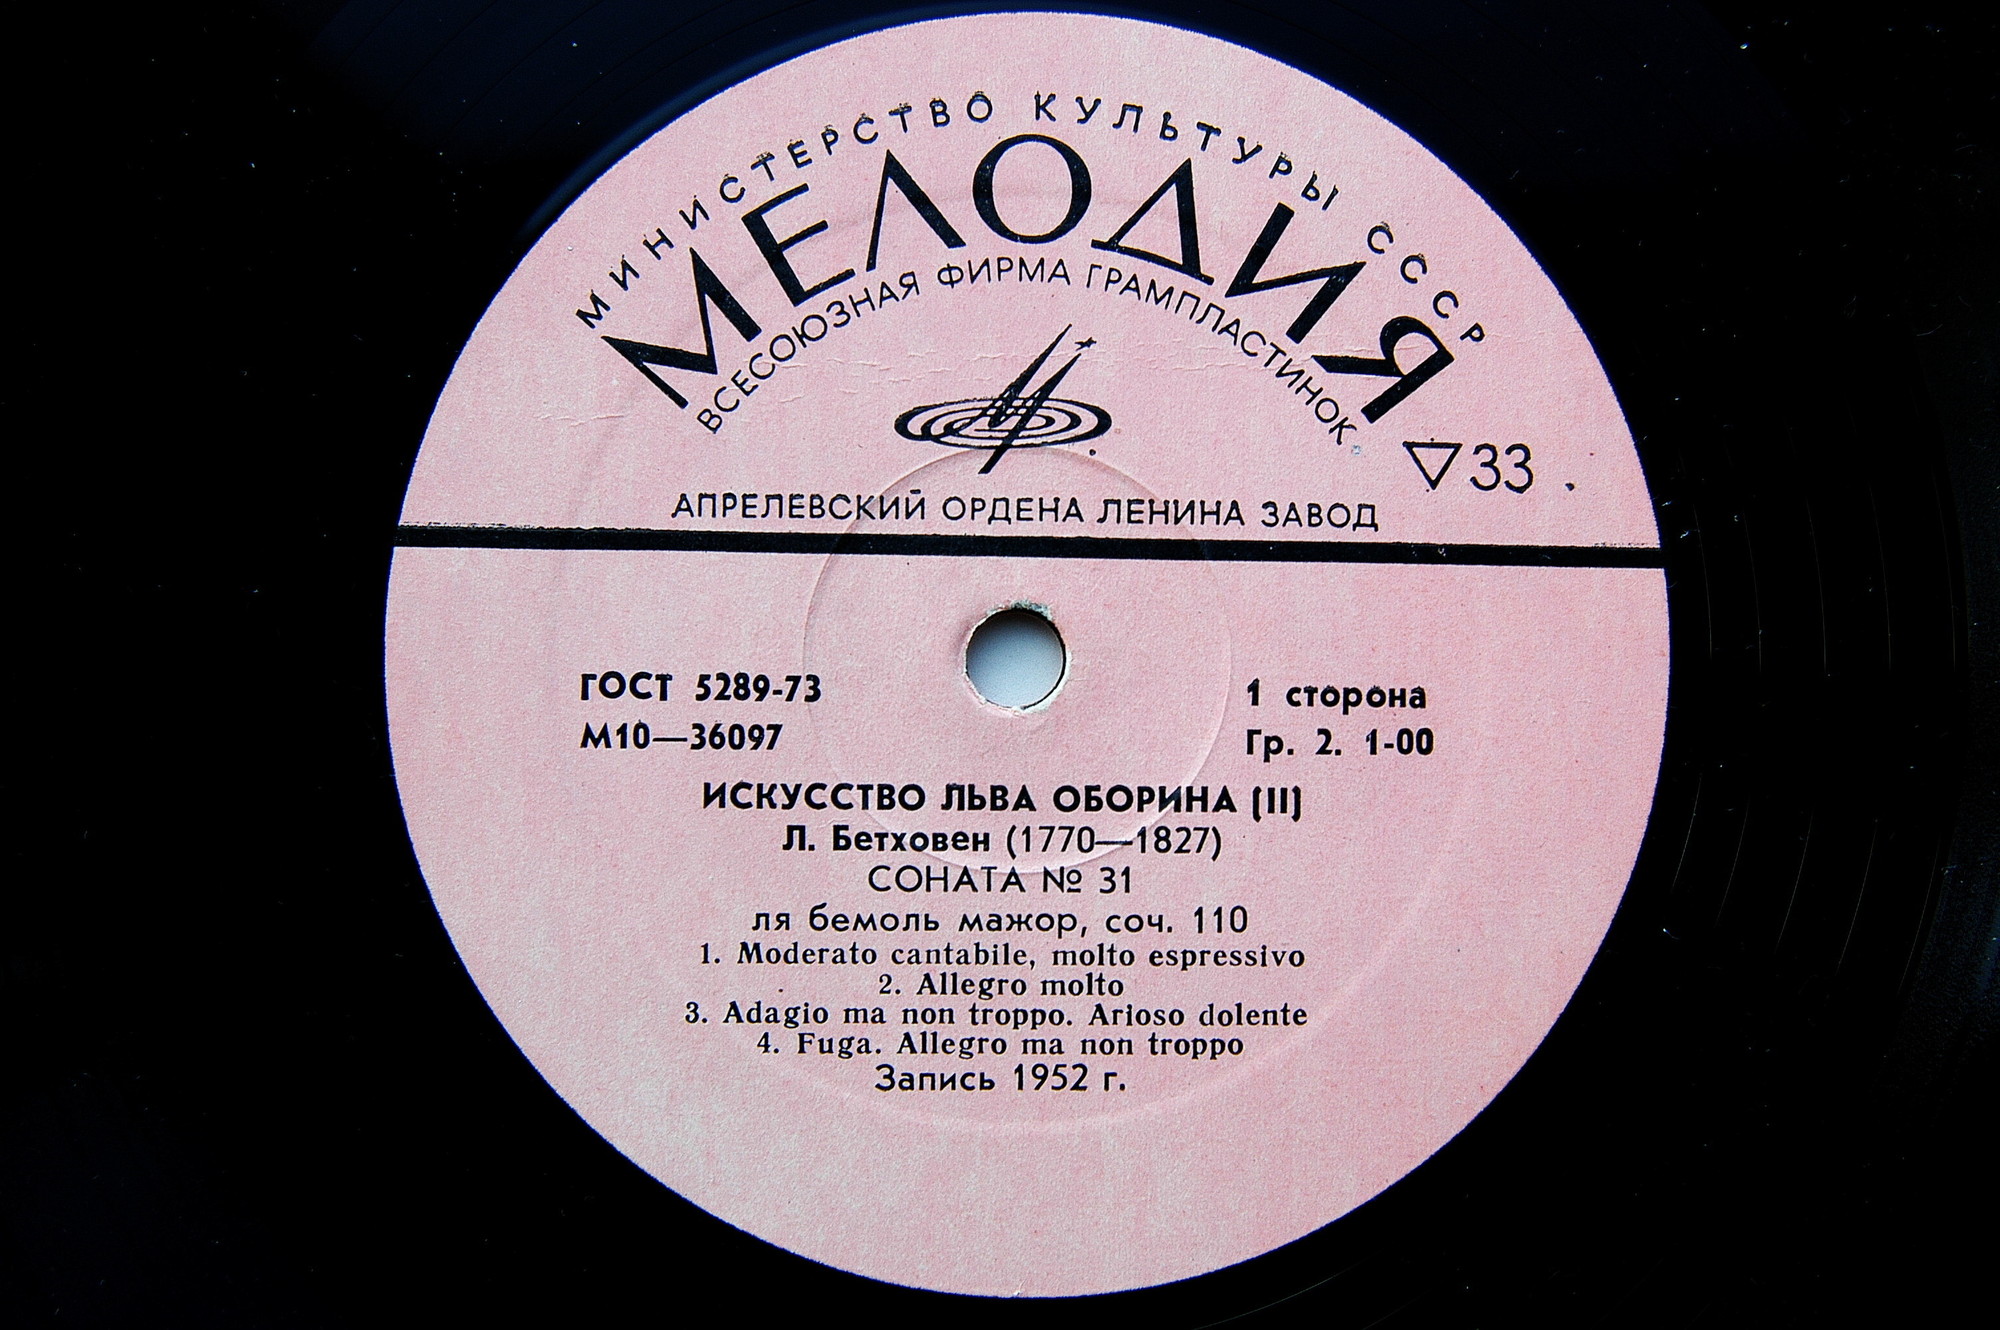 МИНИСТЕРСТВО КУЛЬТУРЫ СССР
МЕЛОДИЯ
ВСЕСОЮЗНАЯ ФИРМА ГРАМПЛАСТИНОК
▽33
АПРЕЛЕВСКИЙ ОРДЕНА ЛЕНИНА ЗАВОД
ГОСТ 5289-73
М10—36097
1 сторона
Гр. 2. 1-00
ИСКУССТВО ЛЬВА ОБОРИНА (II)
Л. Бетховен (1770—1827)
СОНАТА № 31
ля бемоль мажор, соч. 110
1. Moderato cantabile, molto espressivo
2. Allegro molto
3. Adagio ma non troppo. Arioso dolente
4. Fuga. Allegro ma non troppo
Запись 1952 г.